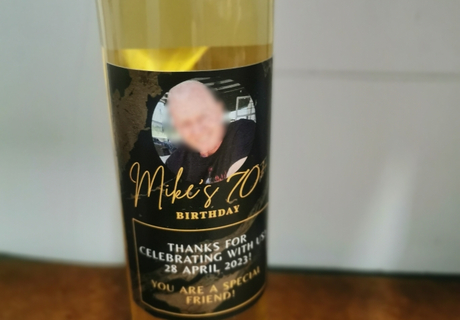 Mike's 70th
BIRTHDAY
THANKS FOR
CELEBRATING WITH US!
28 APRIL 2023!
YOU ARE A SPECIAL
FRIEND!